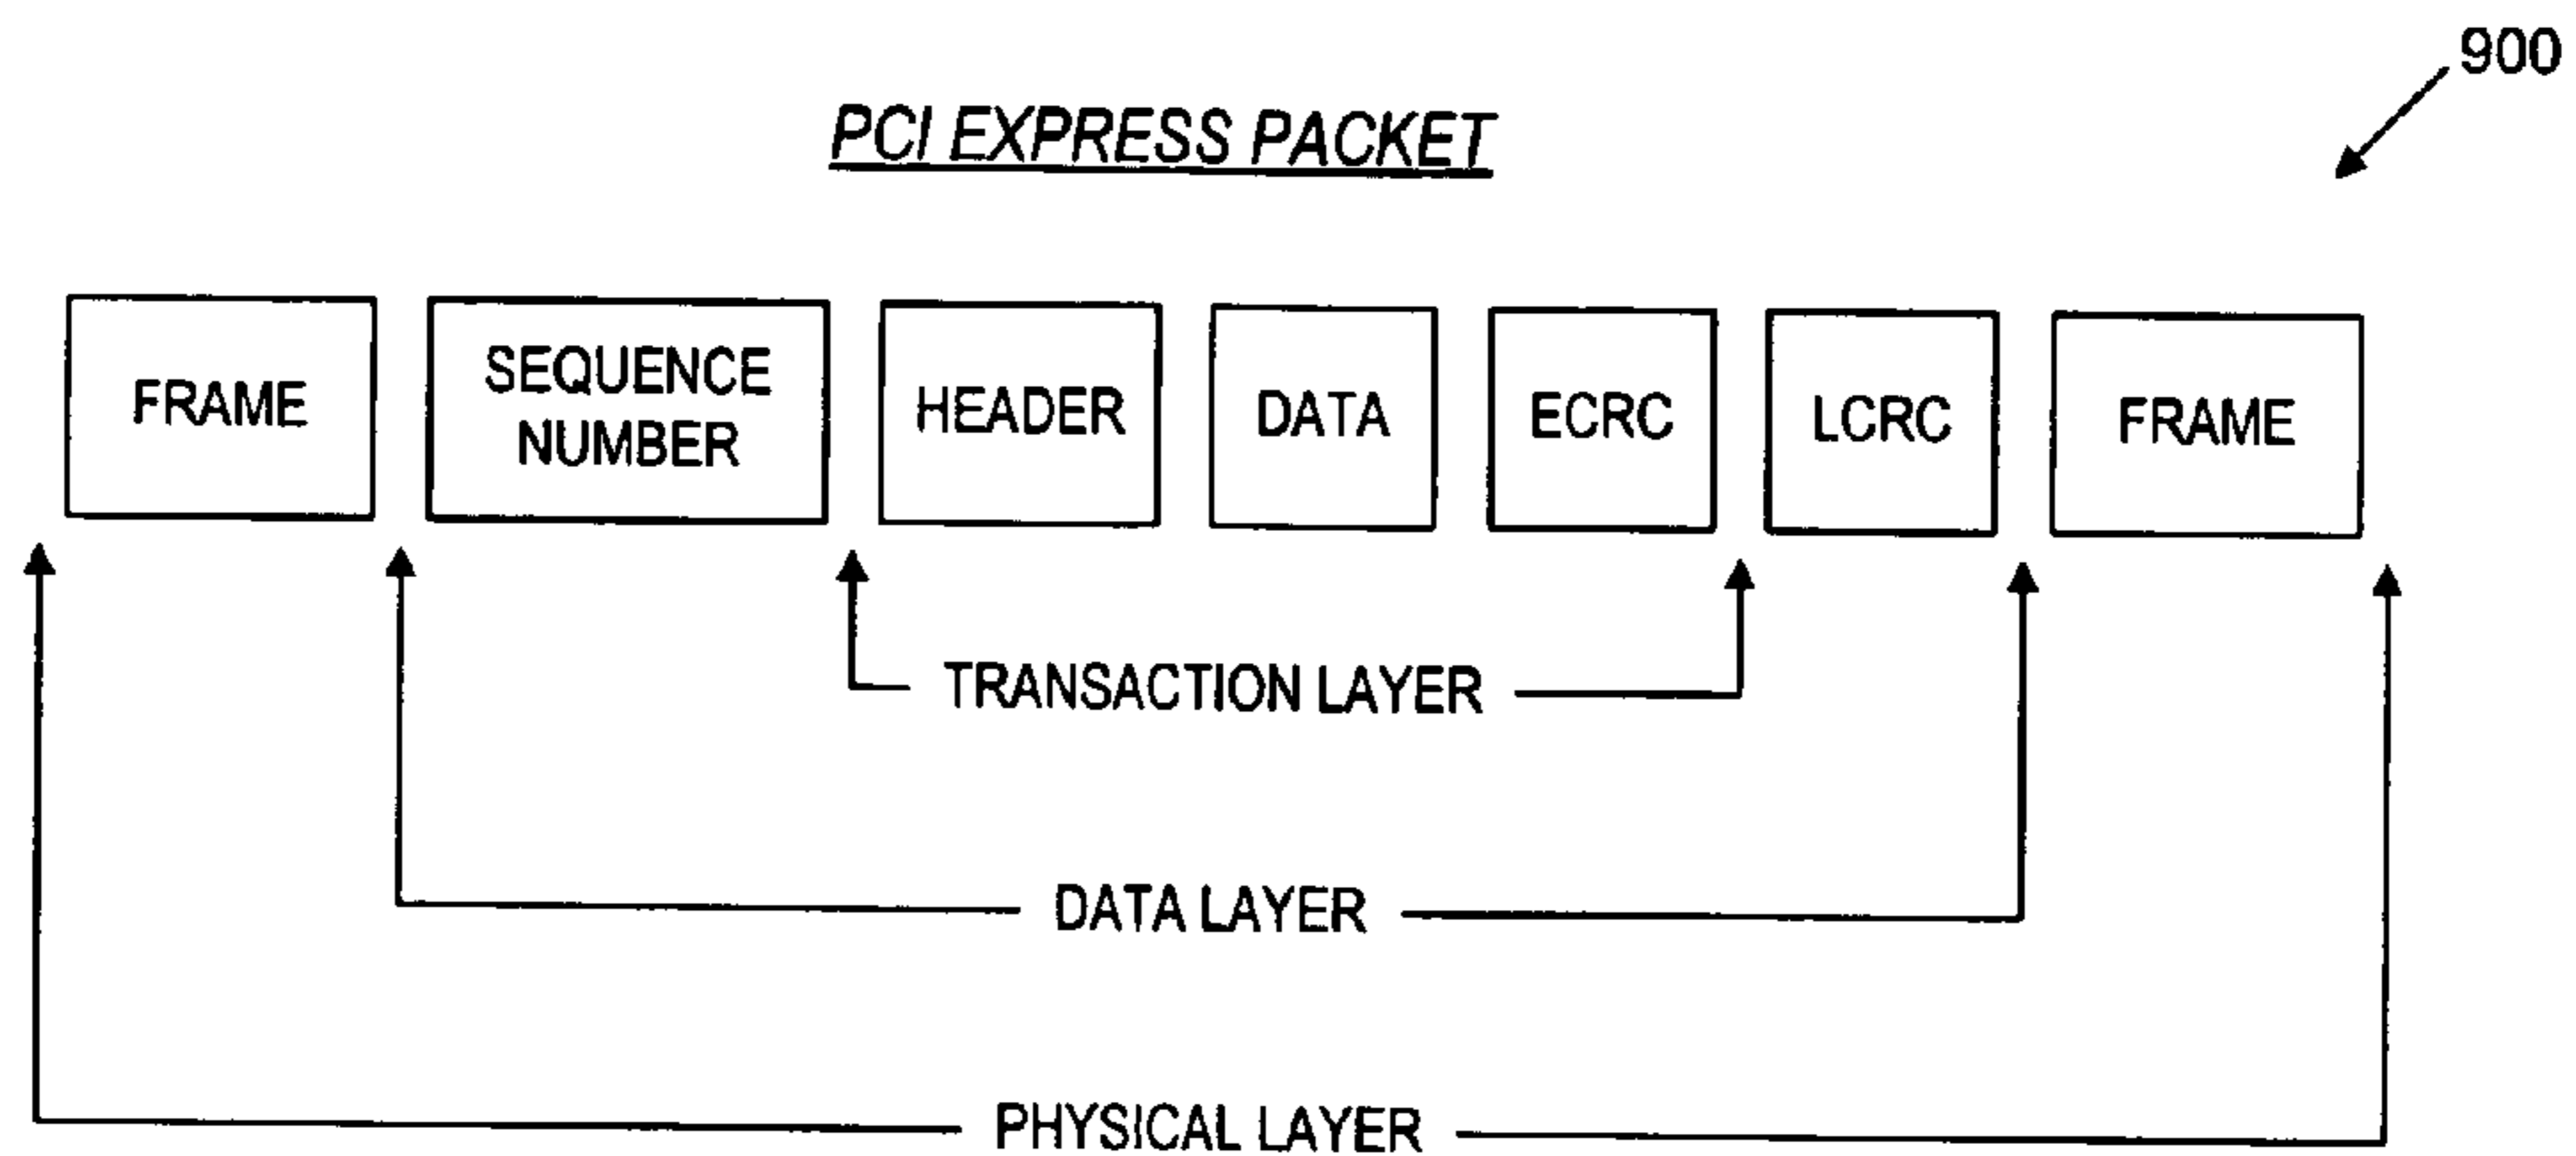 900
PCI EXPRESS PACKET
FRAME
SEQUENCE
NUMBER
HEADER
DATA
ECRC
LCRC
FRAME
TRANSACTION LAYER
DATA LAYER
PHYSICAL LAYER